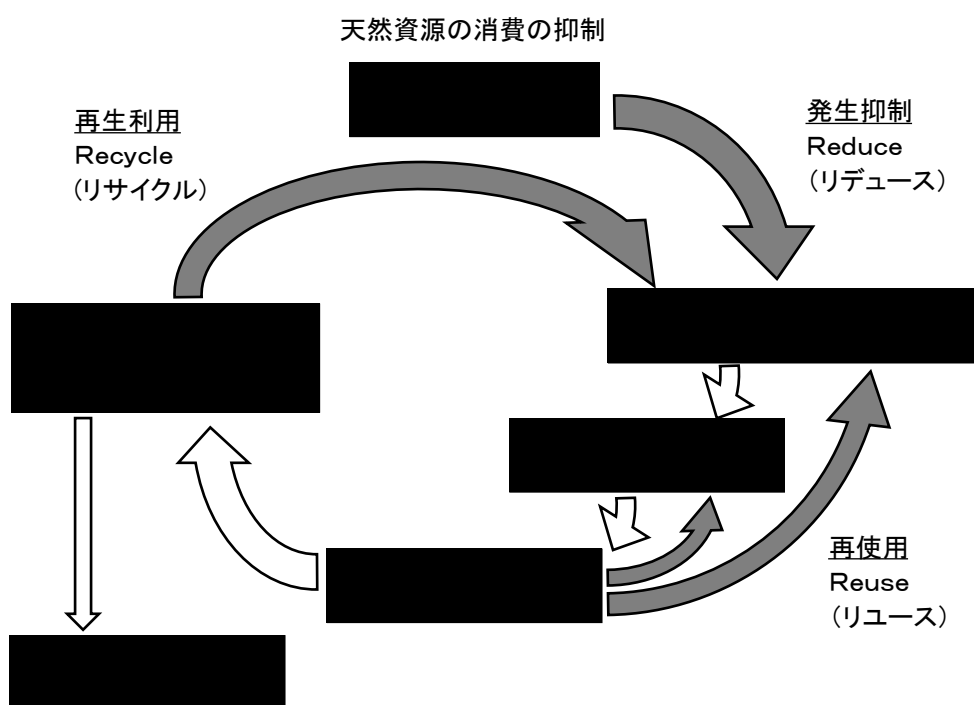 天然資源の消費の抑制
再生利用
Recycle
（リサイクル）
発生抑制
Reduce
（リデュース）
再使用
Reuse
（リユース）